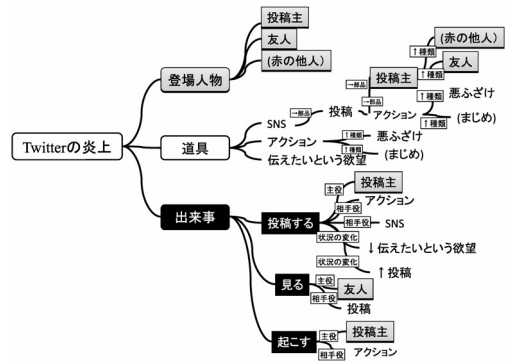 Twitterの炎上
登場人物
投稿主
友人
(赤の他人)
道具
SNS
→部品
投稿
→部品
投稿主
↑種類
(赤の他人)
↑種類
友人
→部品
アクション
↑種類
悪ふざけ
↑種類
(まじめ)
アクション
↑種類
悪ふざけ
↑種類
(まじめ)
伝えたいという欲望
出来事
投稿する
主役
投稿主
相手役
アクション
相手役
SNS
状況の変化
↓伝えたいという欲望
状況の変化
↑投稿
見る
主役
友人
相手役
投稿
起こす
主役
投稿主
相手役
アクション